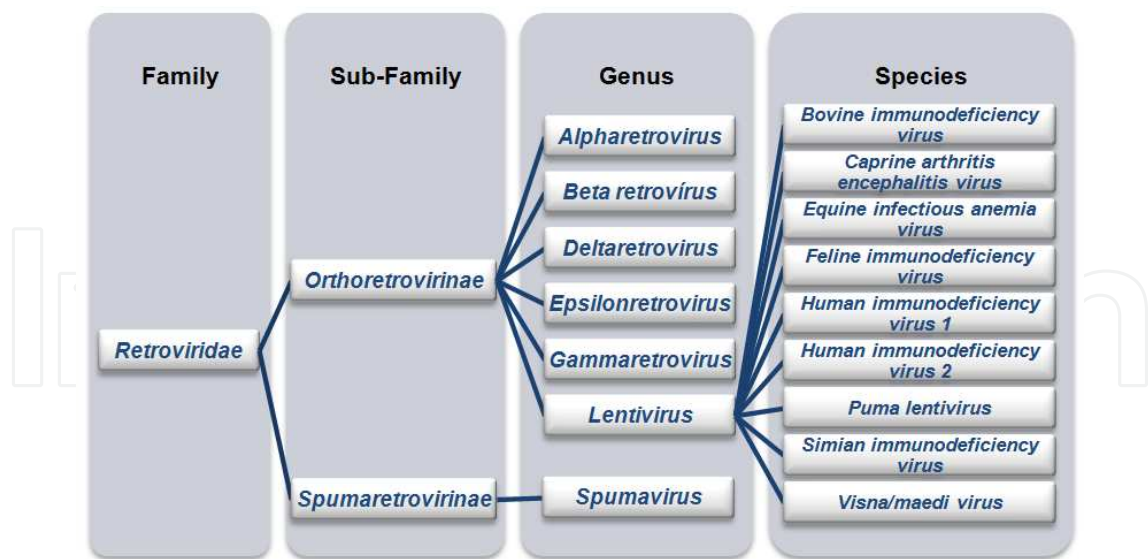 Family
Sub-Family
Genus
Species
Retroviridae
Orthoretrovirinae
Spumaretrovirinae
Alpharetrovirus
Beta retrovírus
Deltaretrovirus
Epsilonretrovirus
Gammaretrovirus
Lentivirus
Spumavirus
Bovine immunodeficiency
virus
Caprine arthritis
encephalitis virus
Equine infectious anemia
virus
Feline immunodeficiency
virus
Human immunodeficiency
virus 1
Human immunodeficiency
virus 2
Puma lentivirus
Simian immunodeficiency
virus
Visna/maedi virus